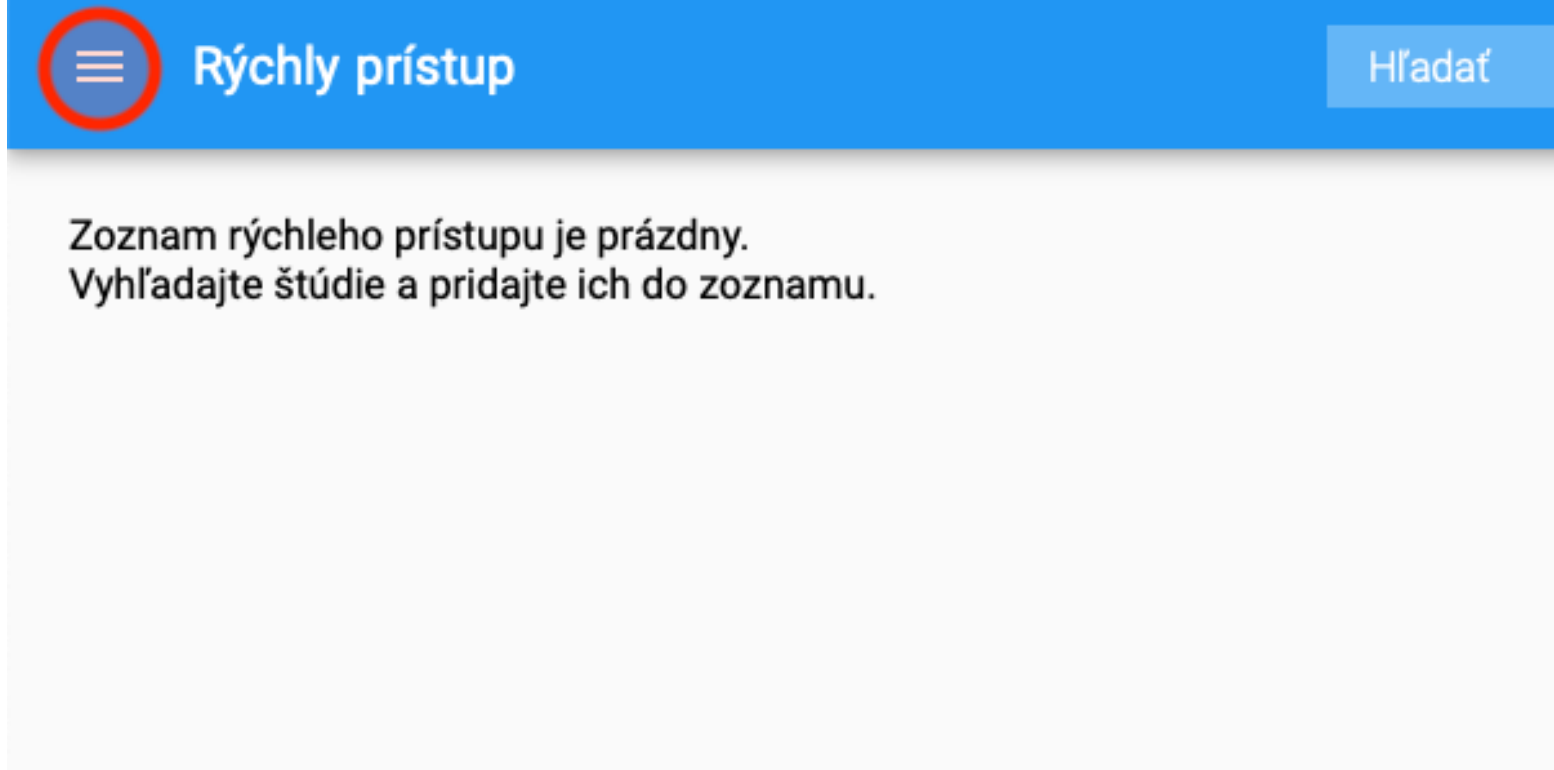 Rýchly prístup
Hľadať
Zoznam rýchleho prístupu je prázdny.
Vyhľadajte štúdie a pridajte ich do zoznamu.